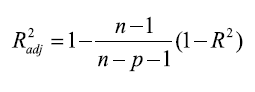 R²_adj = 1 − (n − 1)/(n − p − 1) (1 − R²)